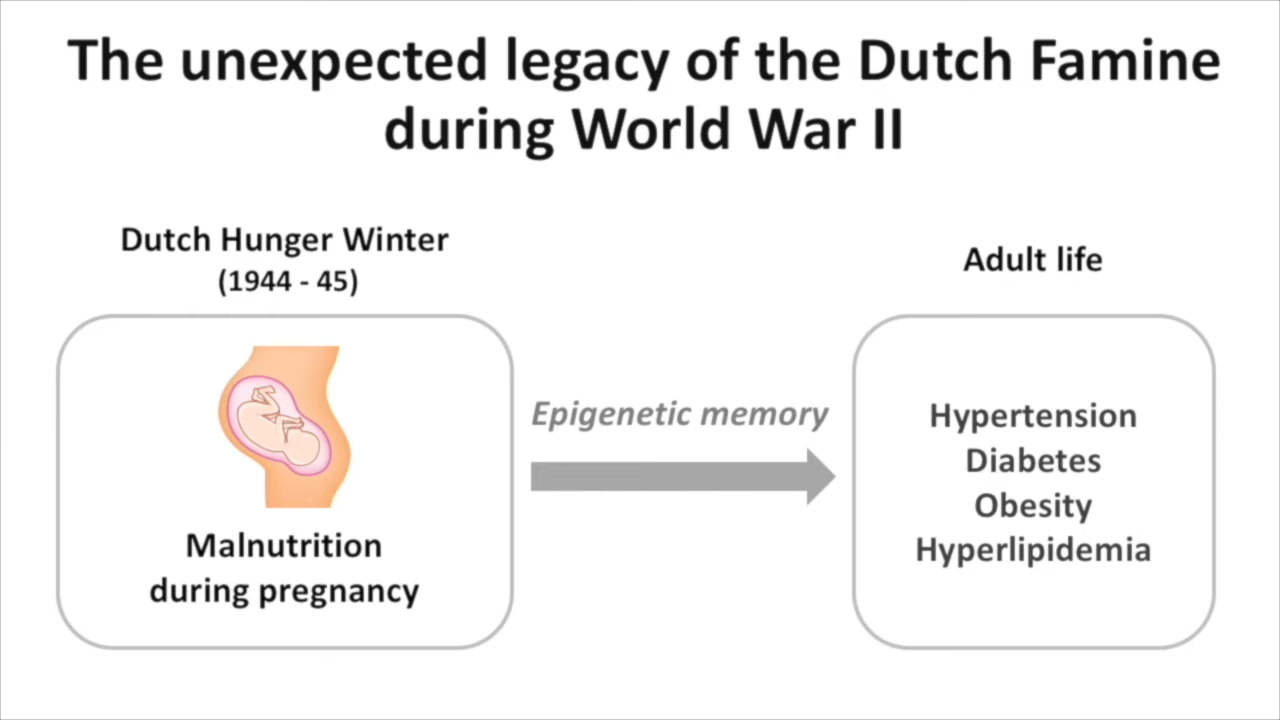 The unexpected legacy of the Dutch Famine
during World War II
Dutch Hunger Winter
(1944 - 45)
Malnutrition
during pregnancy
Epigenetic memory
Adult life
Hypertension
Diabetes
Obesity
Hyperlipidemia